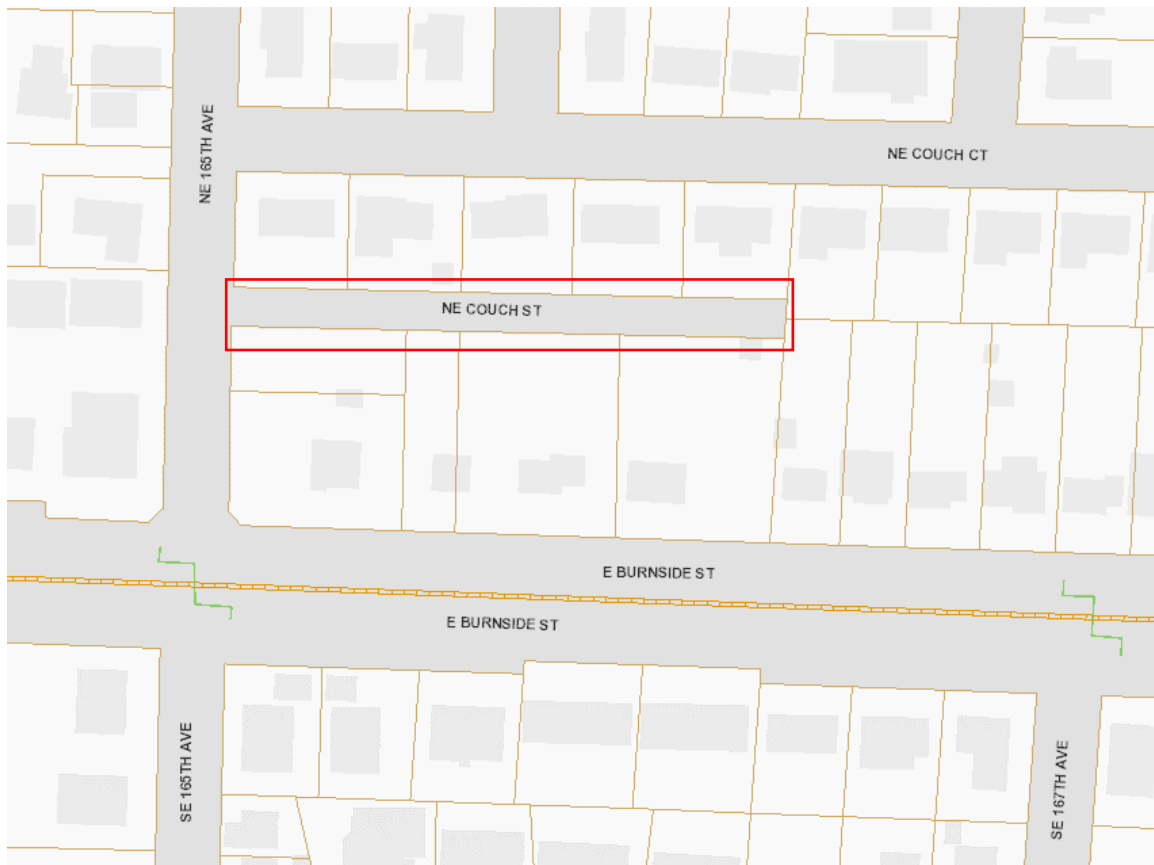 NE 165TH AVE
NE COUCH CT
NE COUCH ST
E BURNSIDE ST
E BURNSIDE ST
SE 165TH AVE
SE 167TH AVE